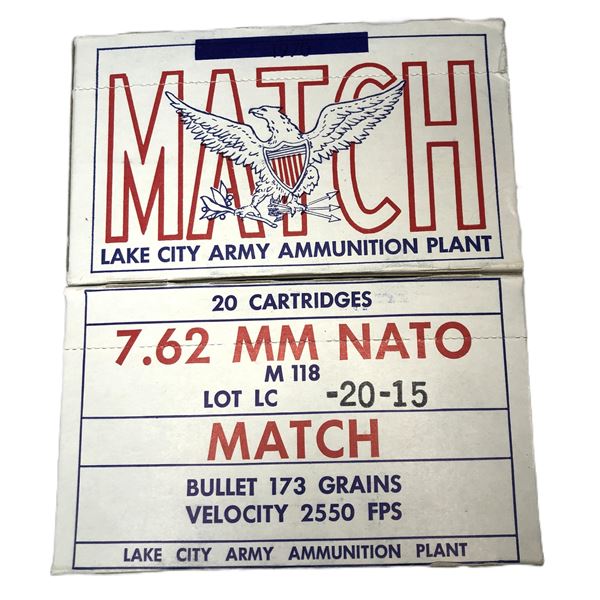 MATCH
LAKE CITY ARMY AMMUNITION PLANT
20 CARTRIDGES
7.62 MM NATO
M 118
LOT LC -20-15
MATCH
BULLET 173 GRAINS
VELOCITY 2550 FPS
LAKE CITY ARMY AMMUNITION PLANT